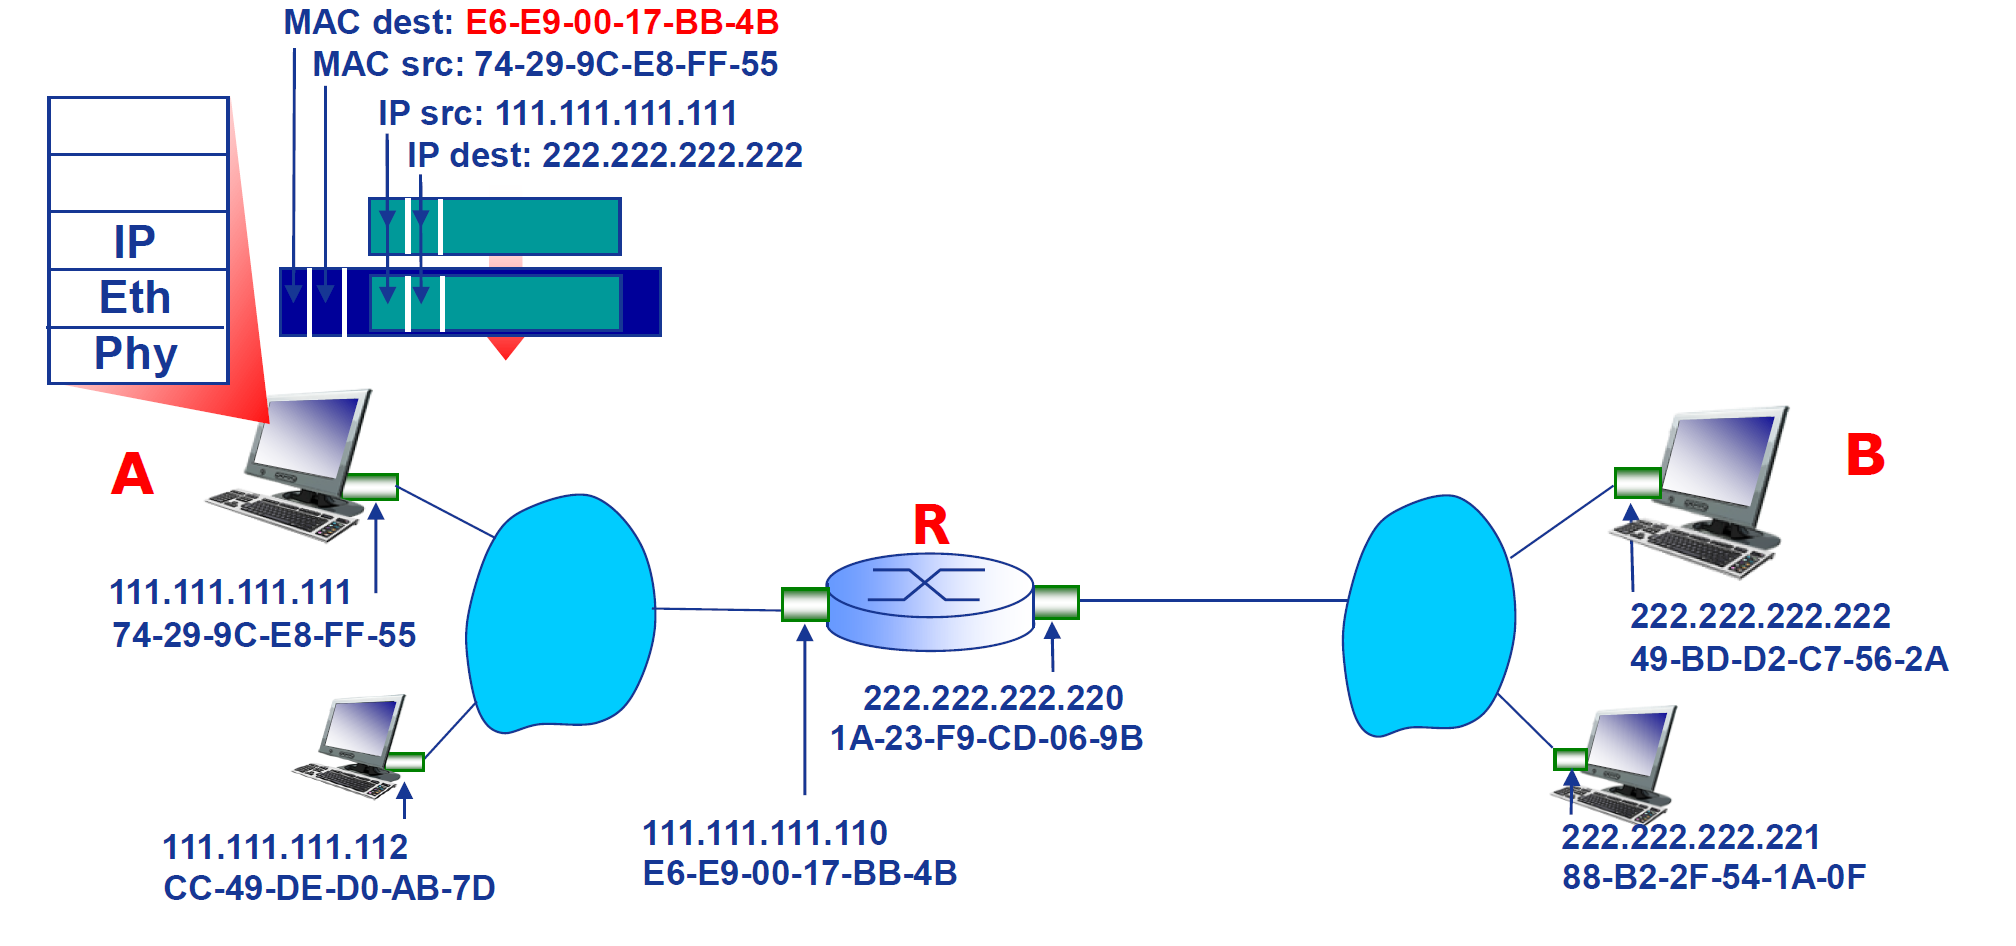 MAC dest: E6-E9-00-17-BB-4B
MAC src: 74-29-9C-E8-FF-55
IP src: 111.111.111.111
IP dest: 222.222.222.222
IP
Eth
Phy
A
B
R
111.111.111.111
74-29-9C-E8-FF-55
222.222.222.222
49-BD-D2-C7-56-2A
222.222.222.220
1A-23-F9-CD-06-9B
111.111.111.112
CC-49-DE-D0-AB-7D
111.111.111.110
E6-E9-00-17-BB-4B
222.222.222.221
88-B2-2F-54-1A-0F